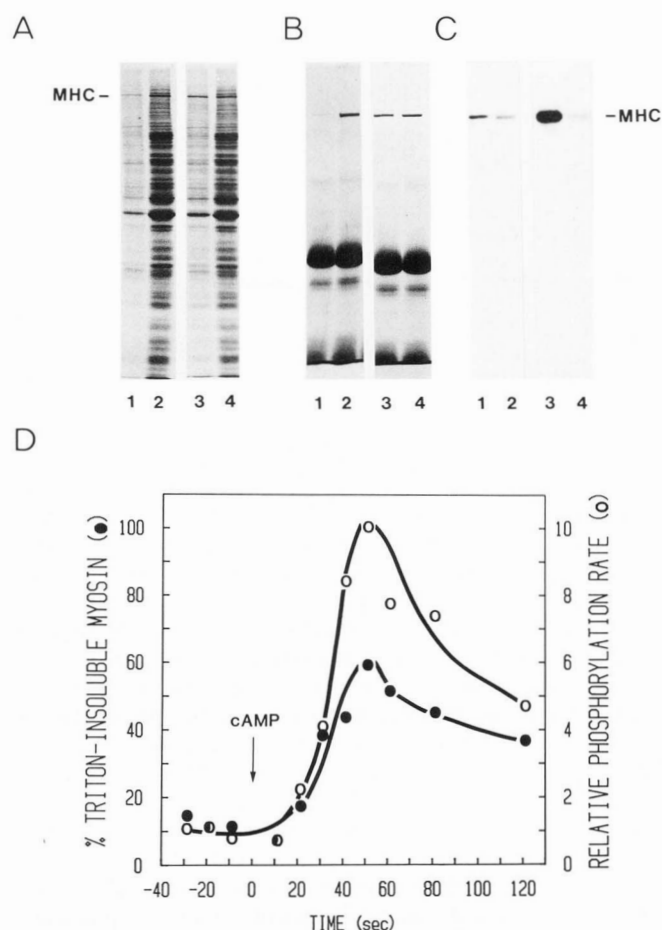 A
B
C
MHC -
- MHC
1 2 3 4
1 2 3 4
1 2 3 4
D
% TRITON-INSOLUBLE MYOSIN (●)
RELATIVE PHOSPHORYLATION RATE (o)
100
80
60
40
20
0
10
8
6
4
2
0
cAMP
-40 -20 0 20 40 60 80 100 120
TIME (sec)